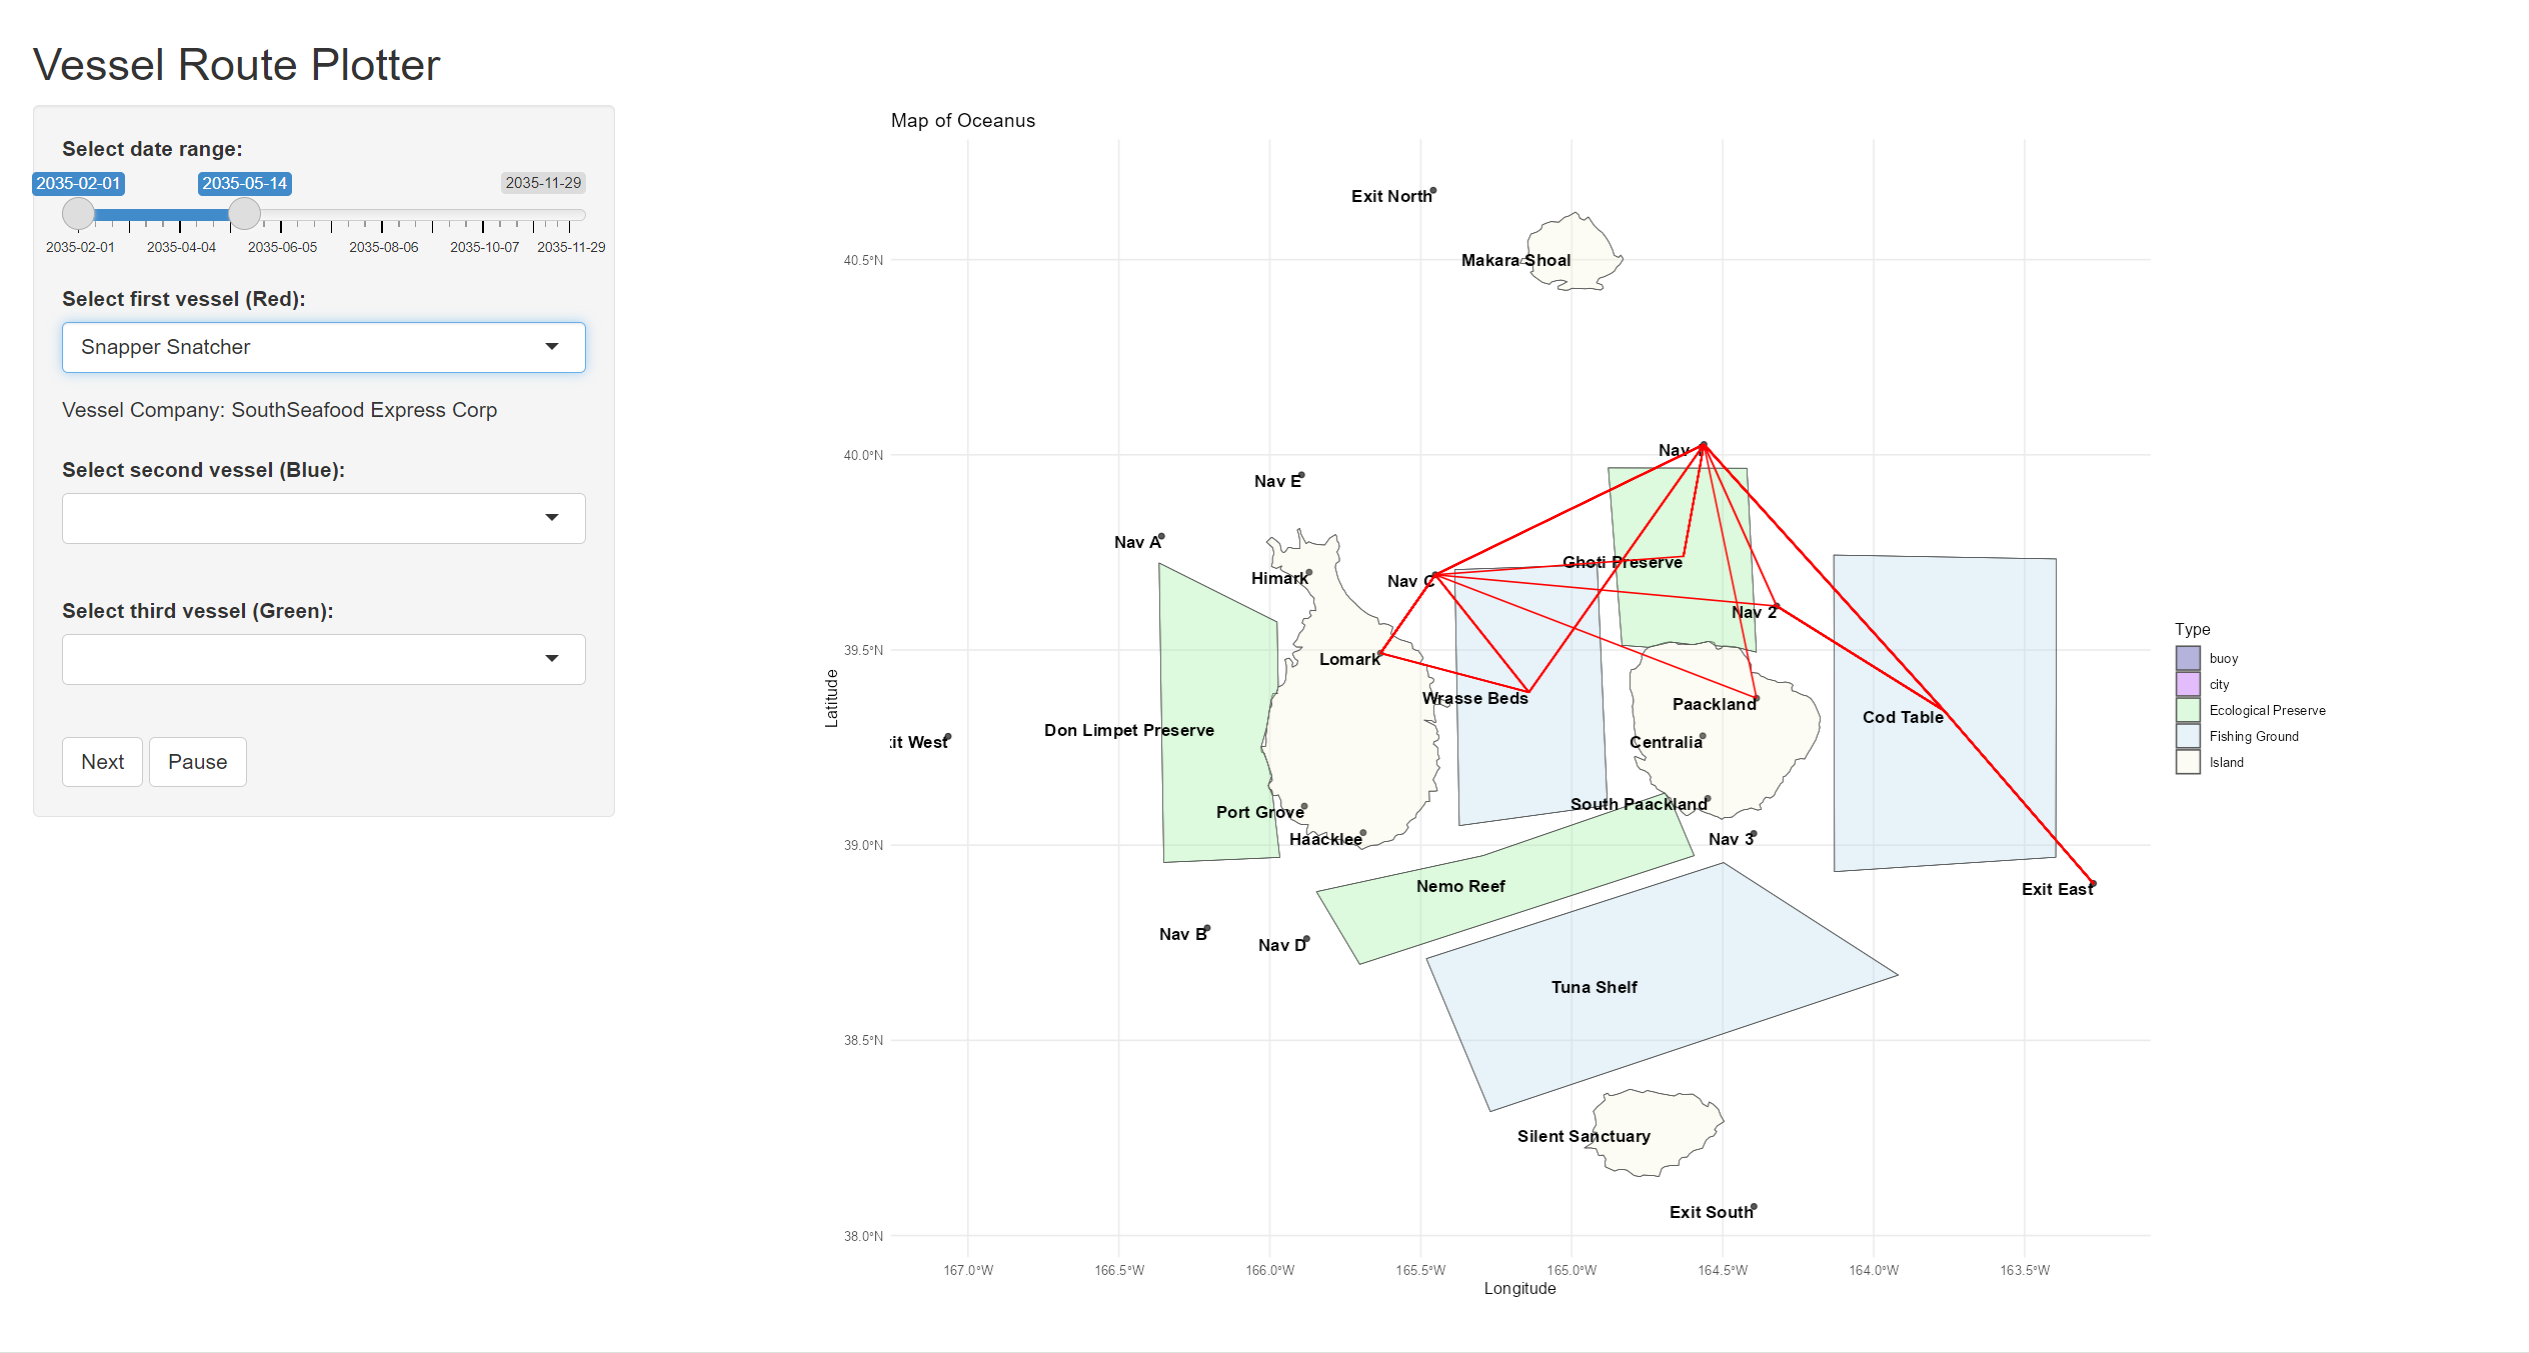 Vessel Route Plotter
Select date range:
2035-02-01 2035-05-14 2035-11-29
2035-02-01 2035-04-04 2035-06-05 2035-08-06 2035-10-07 2035-11-29
Select first vessel (Red):
Snapper Snatcher
Vessel Company: SouthSeafood Express Corp
Select second vessel (Blue):
Select third vessel (Green):
Next Pause
Map of Oceanus
Exit North
Makara Shoal
40.5°N
Nav
40.0°N
Nav E
Nav A
Ghoti Preserve
Himark
Nav C
Nav 2
39.5°N
Lomark
Wrasse Beds
Paackland
Cod Table
Latitude
Don Limpet Preserve
it West
Centralia
Port Grove
South Paackland
Haacklee
Nav 3
39.0°N
Nemo Reef
Exit East
Nav B
Nav D
Tuna Shelf
38.5°N
Silent Sanctuary
Exit South
38.0°N
167.0°W 166.5°W 166.0°W 165.5°W 165.0°W 164.5°W 164.0°W 163.5°W
Longitude
Type
buoy
city
Ecological Preserve
Fishing Ground
Island